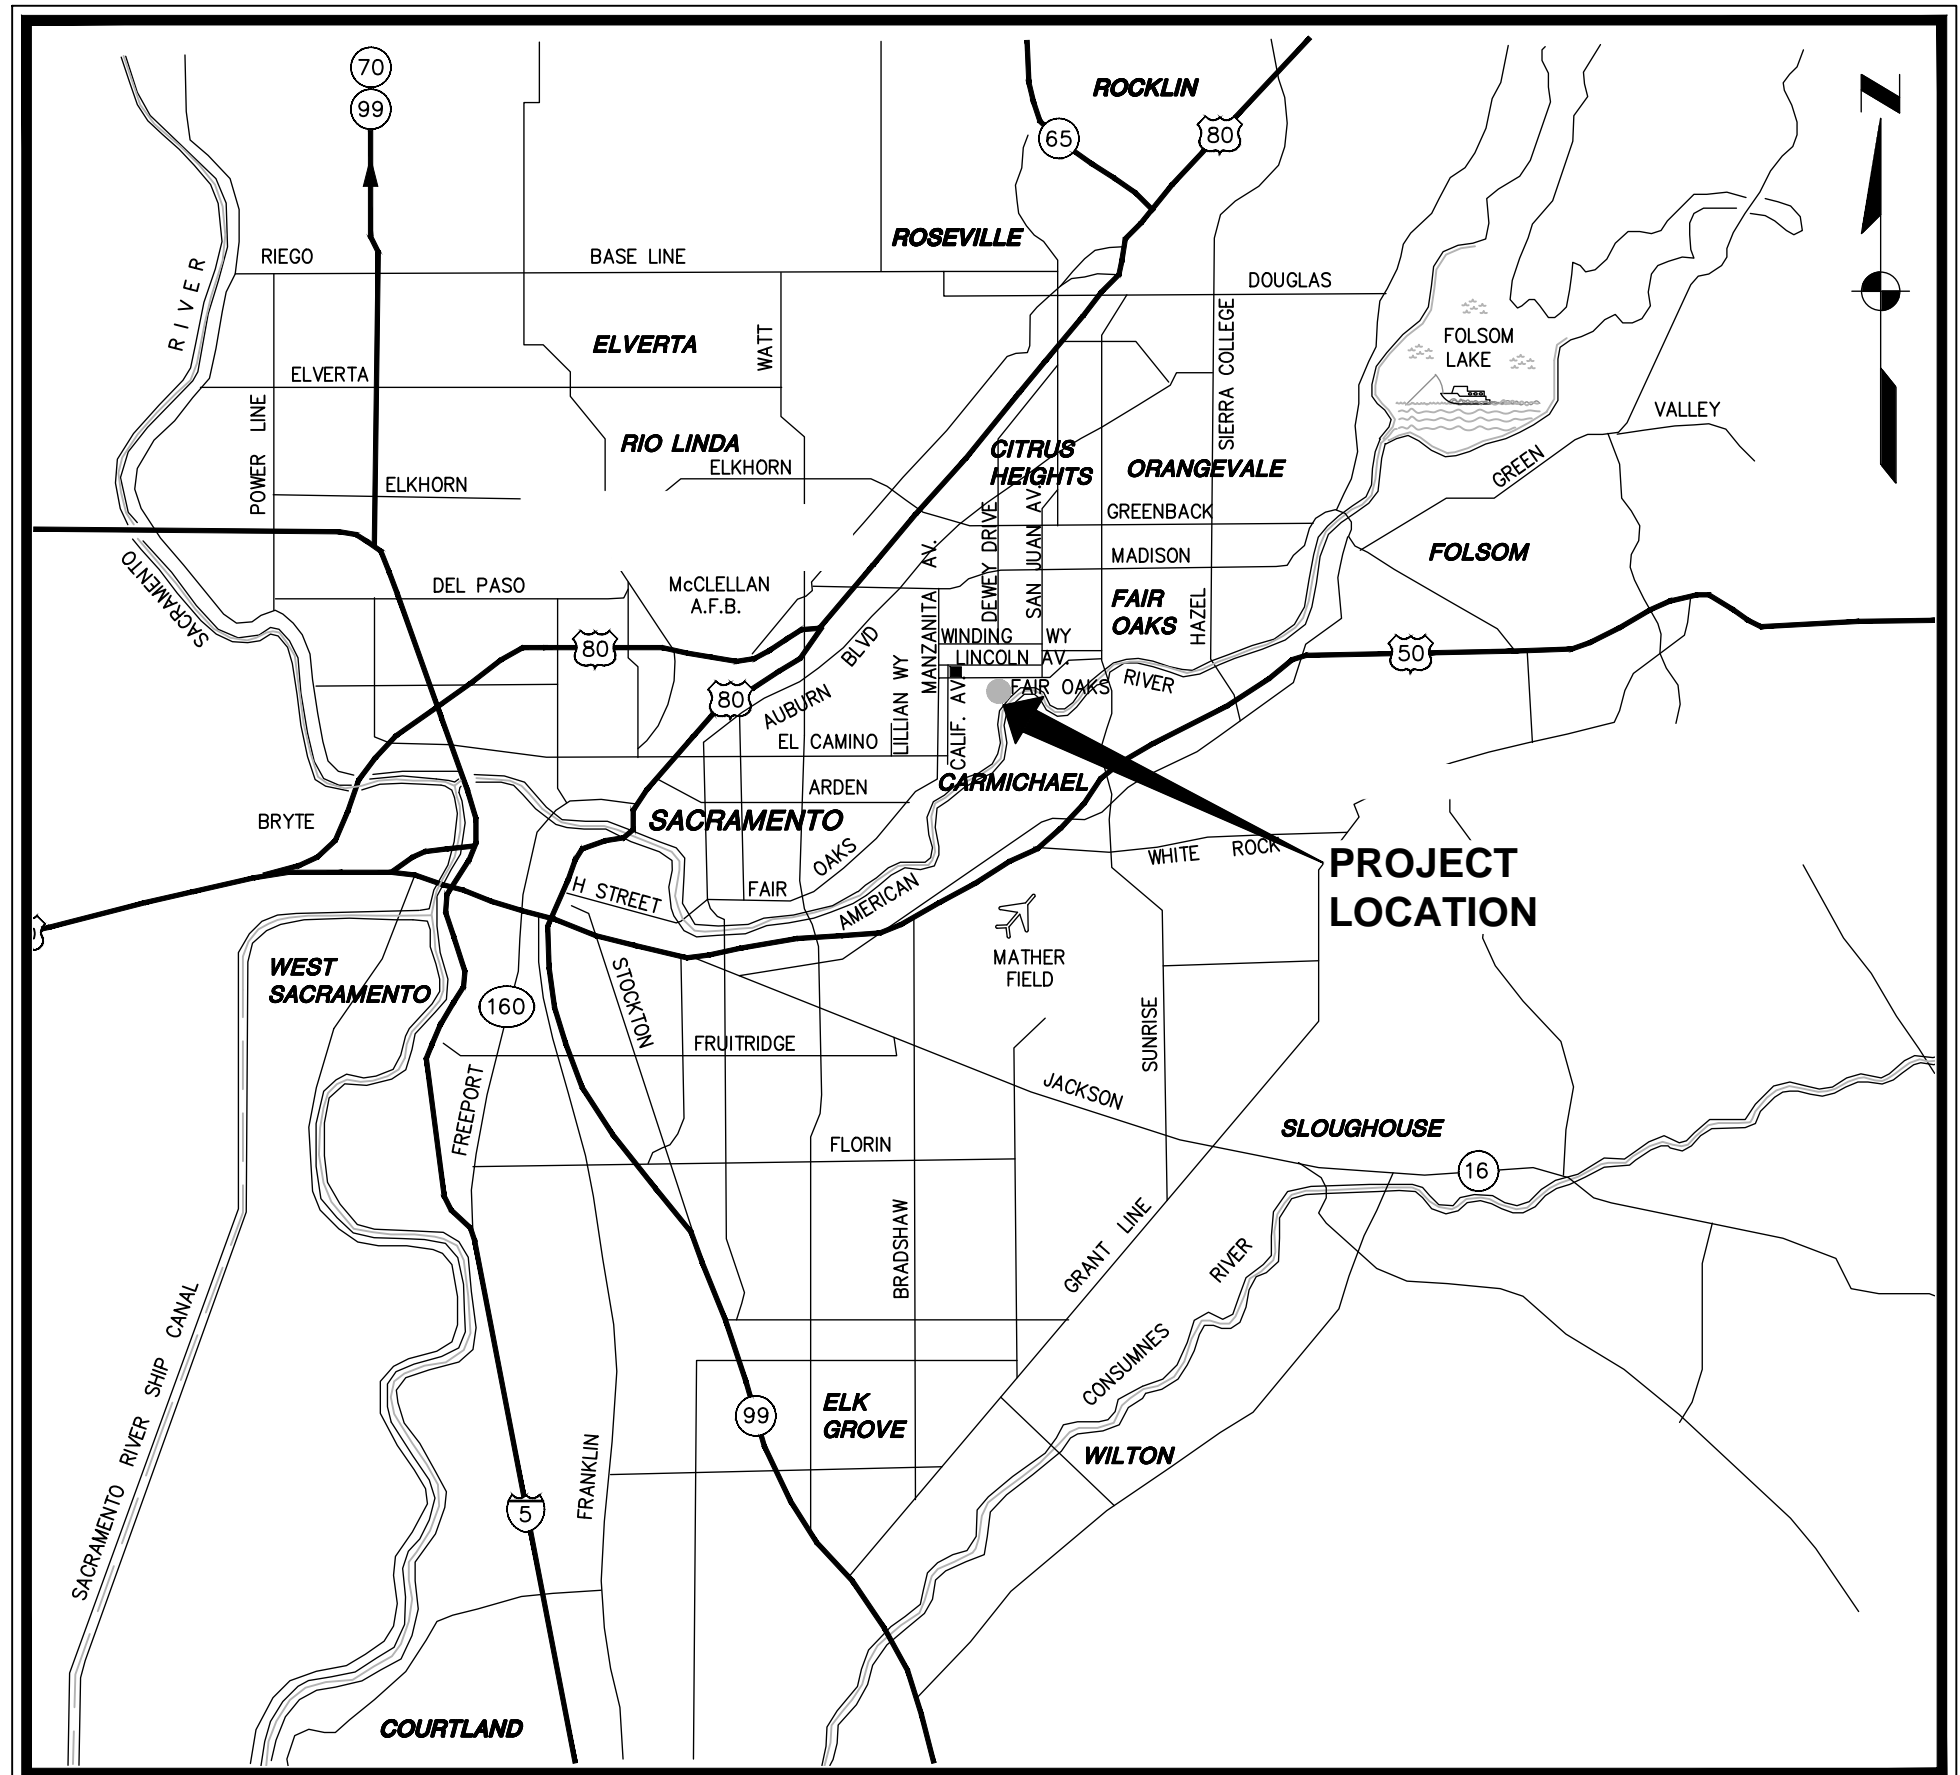 70
99
ROCKLIN
65
80
N
ROSEVILLE
RIVER
RIEGO
BASE LINE
DOUGLAS
ELVERTA
WATT
SIERRA COLLEGE
FOLSOM
LAKE
ELVERTA
POWER LINE
RIO LINDA
CITRUS
HEIGHTS
ORANGEVALE
VALLEY
GREEN
ELKHORN
ELKHORN
GREENBACK
MADISON
FOLSOM
SACRAMENTO
DEL PASO
McCLELLAN
A.F.B.
MANZANITA AV.
DEWEY DRIVE
SAN JUAN AV.
FAIR
OAKS
HAZEL
WINDING WY
LINCOLN AV.
80
80
50
AUBURN BLVD
LILLIAN WY
CALIF. AV.
FAIR OAKS
RIVER
EL CAMINO
CARMICHAEL
ARDEN
BRYTE
SACRAMENTO
WHITE ROCK
PROJECT
LOCATION
H STREET
FAIR OAKS
AMERICAN
WEST
SACRAMENTO
MATHER
FIELD
160
STOCKTON
FRUITRIDGE
SUNRISE
JACKSON
FREEPORT
FLORIN
SLOUGHOUSE
16
BRADSHAW
GRANT LINE
CONSUMNES RIVER
SACRAMENTO RIVER SHIP CANAL
99
ELK
GROVE
WILTON
FRANKLIN
5
COURTLAND